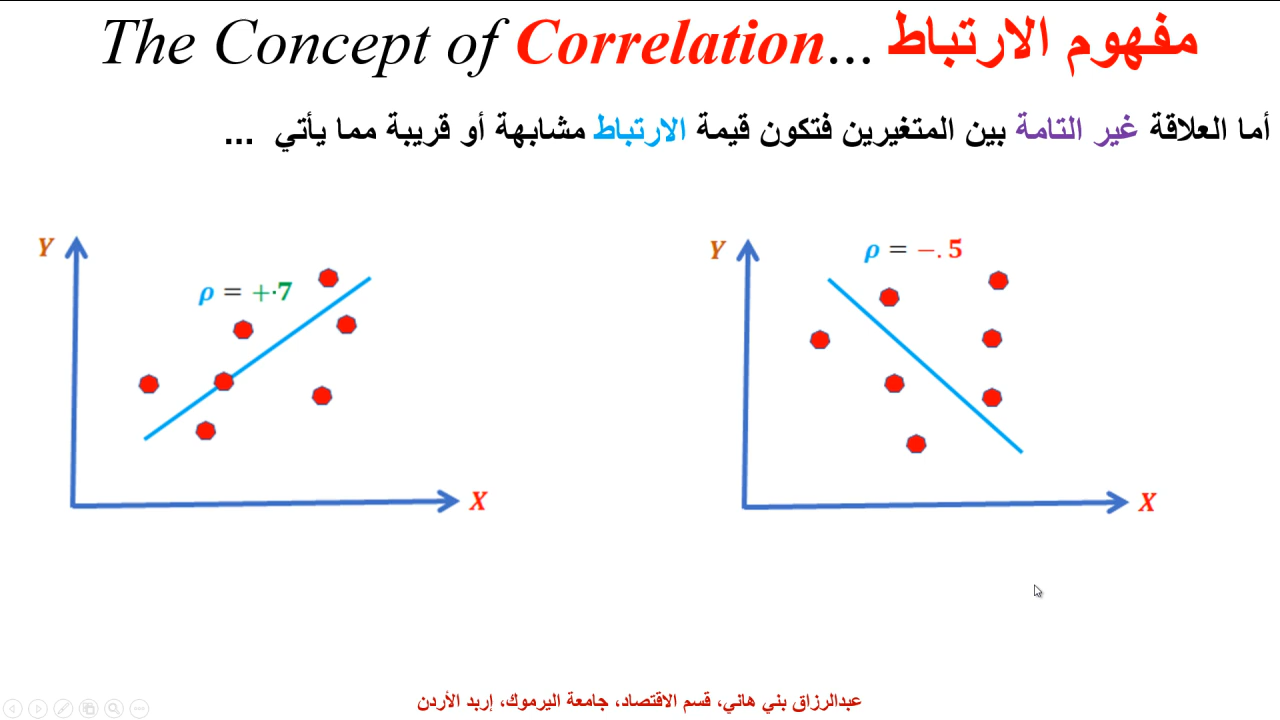 The Concept of Correlation... مفهوم الارتباط
أما العلاقة غير التامة بين المتغيرين فتكون قيمة الارتباط مشابهة أو قريبة مما يأتي ...
Y
ρ = +·7
X
Y
ρ = −. 5
X
عبدالرزاق بني هاني، قسم الاقتصاد، جامعة اليرموك، إربد الأردن